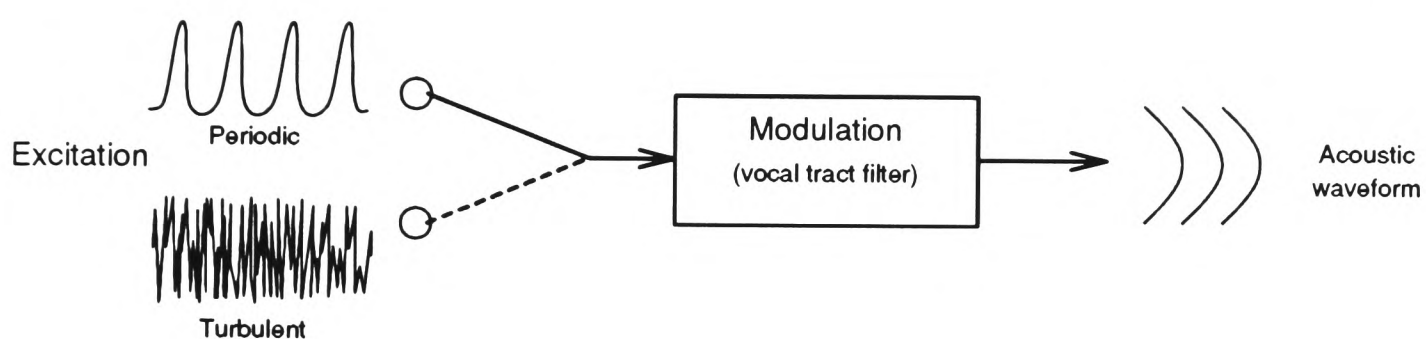 Excitation
Periodic
Turbulent
Modulation
(vocal tract filter)
Acoustic
waveform